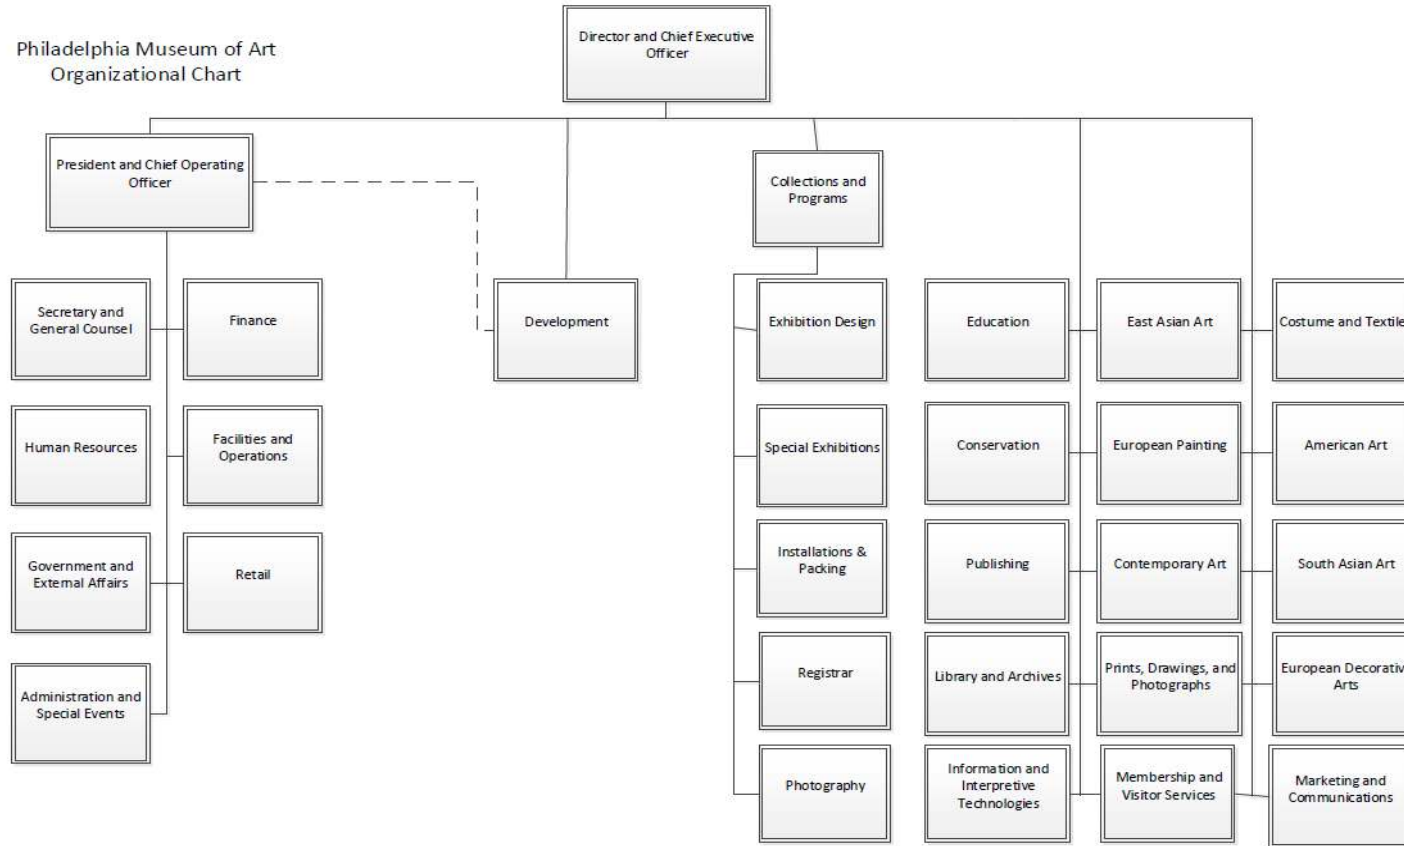 Philadelphia Museum of Art
Organizational Chart
Director and Chief Executive
Officer
President and Chief Operating
Officer
Collections and
Programs
Secretary and
General Counsel
Finance
Development
Exhibition Design
Education
East Asian Art
Costume and Textile
Human Resources
Facilities and
Operations
Special Exhibitions
Conservation
European Painting
American Art
Government and
External Affairs
Retail
Installations &
Packing
Publishing
Contemporary Art
South Asian Art
Administration and
Special Events
Registrar
Library and Archives
Prints, Drawings, and
Photographs
European Decorativ
Arts
Photography
Information and
Interpretive
Technologies
Membership and
Visitor Services
Marketing and
Communications